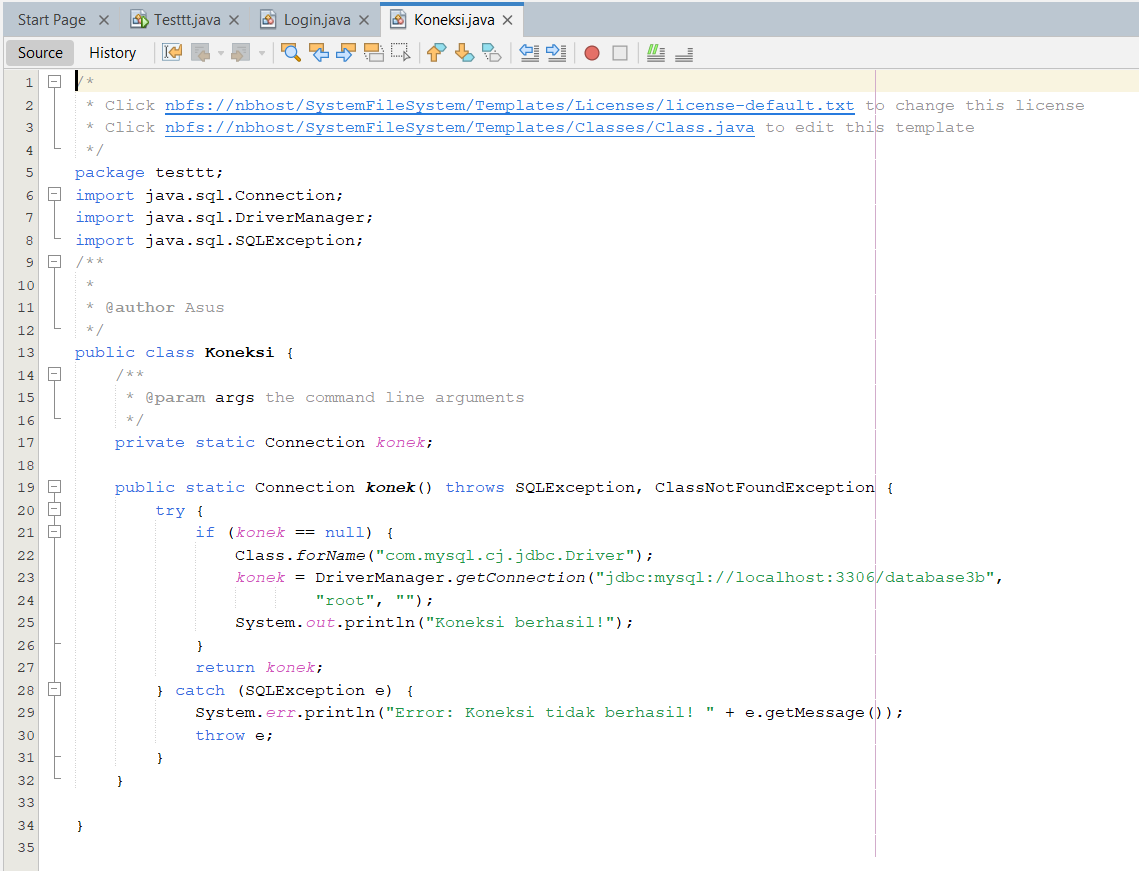 Start Page Testtt.java Login.java Koneksi.java
Source History
1 /*
2 * Click nbfs://nbhost/SystemFileSystem/Templates/Licenses/license-default.txt to change this license
3 * Click nbfs://nbhost/SystemFileSystem/Templates/Classes/Class.java to edit this template
4 */
5 package testtt;
6 import java.sql.Connection;
7 import java.sql.DriverManager;
8 import java.sql.SQLException;
9 /**
10 *
11 * @author Asus
12 */
13 public class Koneksi {
14 /**
15 * @param args the command line arguments
16 */
17 private static Connection konek;
18
19 public static Connection konek() throws SQLException, ClassNotFoundException {
20 try {
21 if (konek == null) {
22 Class.forName("com.mysql.cj.jdbc.Driver");
23 konek = DriverManager.getConnection("jdbc:mysql://localhost:3306/database3b",
24 "root", "");
25 System.out.println("Koneksi berhasil!");
26 }
27 return konek;
28 } catch (SQLException e) {
29 System.err.println("Error: Koneksi tidak berhasil! " + e.getMessage());
30 throw e;
31 }
32 }
33
34 }
35